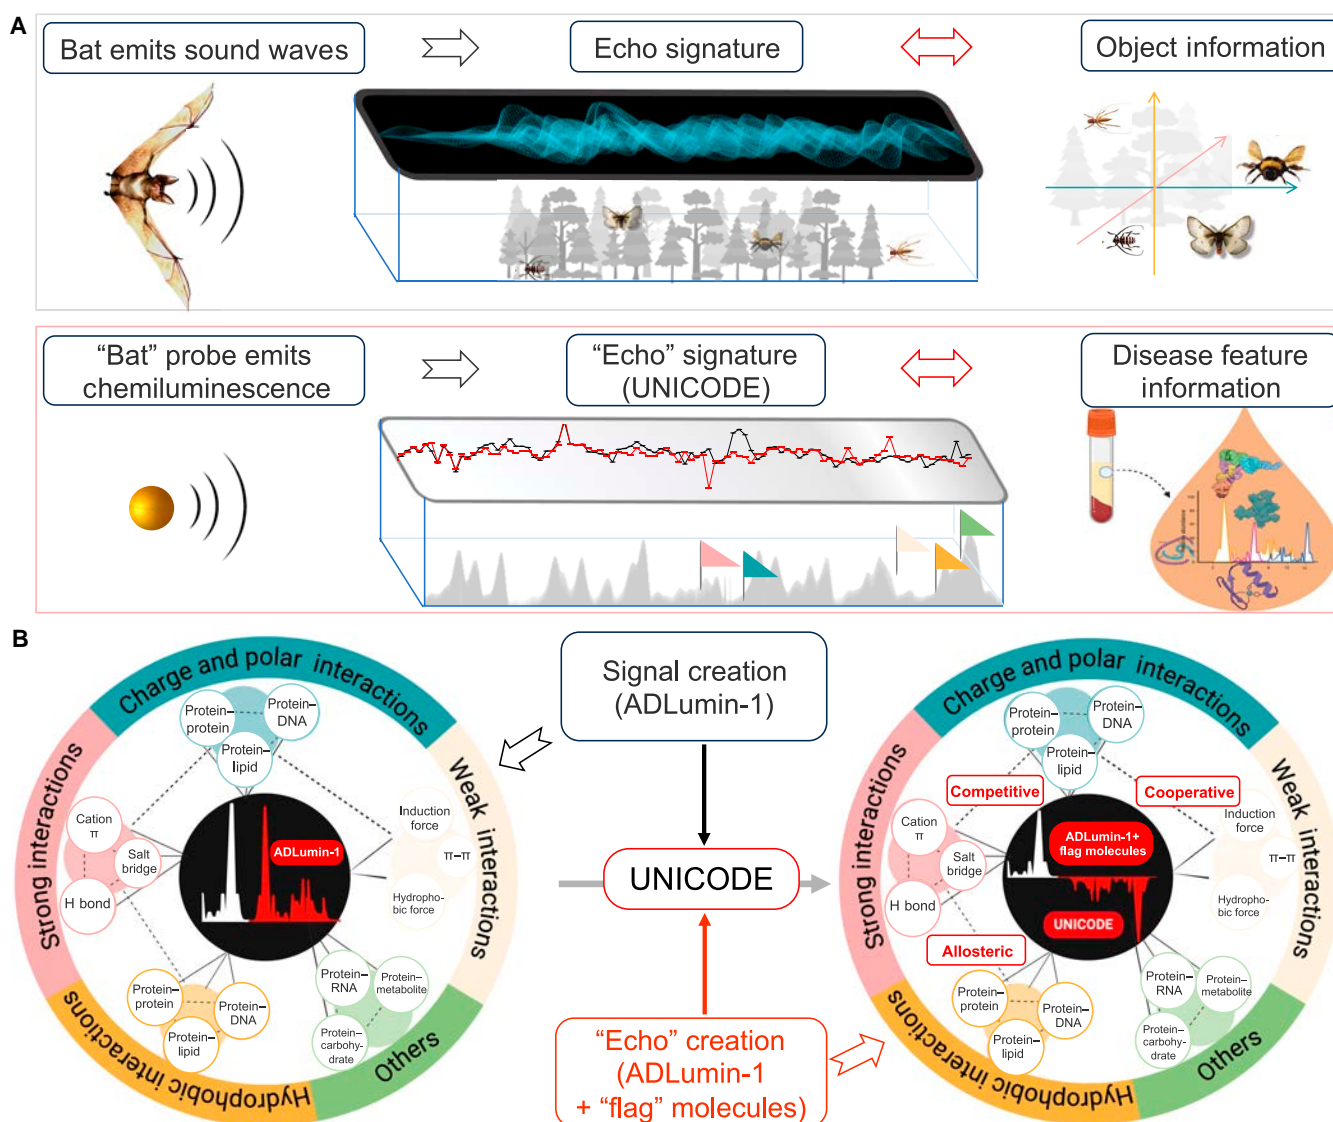 A
Bat emits sound waves
Echo signature
Object information
“Bat” probe emits
chemiluminescence
“Echo” signature
(UNICODE)
Disease feature
information
B
Charge and polar interactions
Weak interactions
Others
Hydrophobic interactions
Strong interactions
Protein–
protein
Protein–
DNA
Protein–
lipid
Cation
π
Salt
bridge
H bond
Induction
force
π–π
Hydropho-
bic force
ADLumin-1
Protein–
protein
Protein–
DNA
Protein–
lipid
Protein–
RNA
Protein–
metabolite
Protein–
carbohy-
drate
Signal creation
(ADLumin-1)
UNICODE
“Echo” creation
(ADLumin-1
+ “flag” molecules)
Charge and polar interactions
Weak interactions
Others
Hydrophobic interactions
Strong interactions
Protein–
protein
Protein–
DNA
Protein–
lipid
Competitive
Cooperative
Cation
π
Salt
bridge
H bond
Induction
force
π–π
Hydropho-
bic force
ADLumin-1+
flag molecules
UNICODE
Allosteric
Protein–
protein
Protein–
DNA
Protein–
lipid
Protein–
RNA
Protein–
metabolite
Protein–
carbohy-
drate